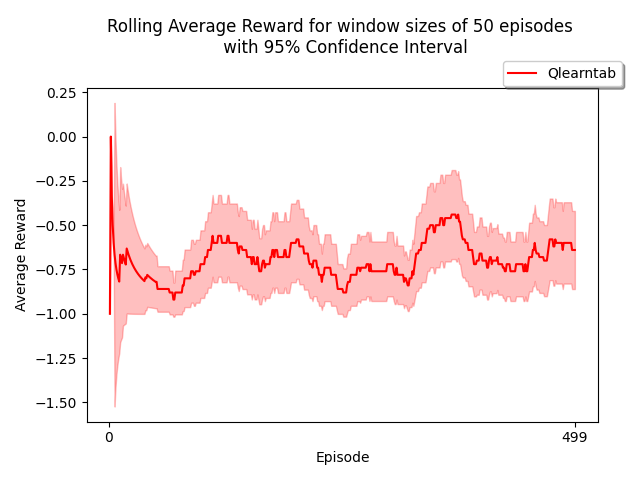 Rolling Average Reward for window sizes of 50 episodes
with 95% Confidence Interval
Qlearntab
0.25
0.00
−0.25
−0.50
−0.75
−1.00
−1.25
−1.50
Average Reward
0
499
Episode